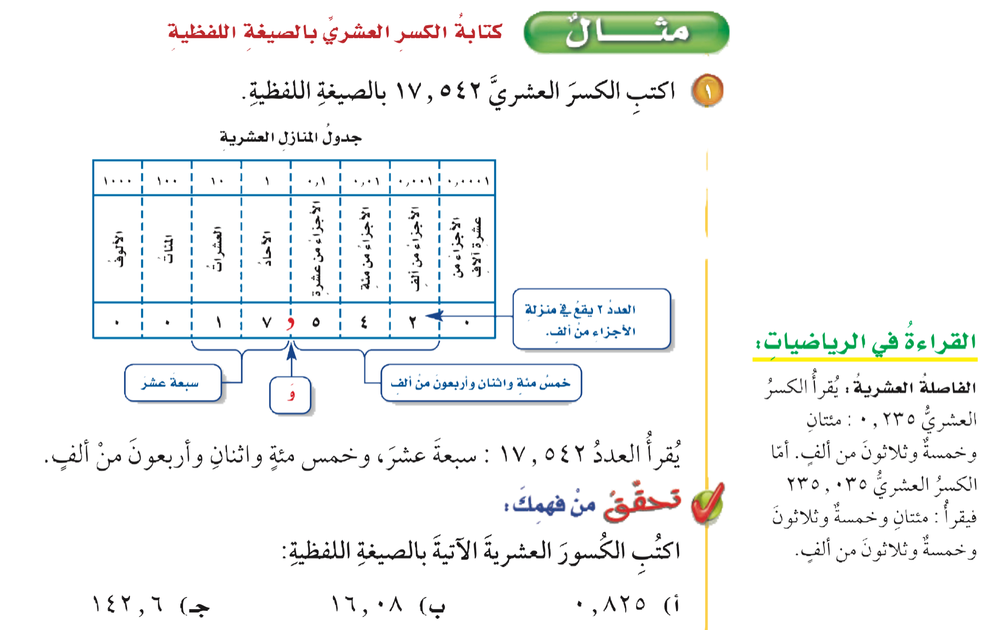 مثـــالٌ
كتابةُ الكسرِ العشريِّ بالصيغةِ اللفظيةِ
١ اكتبِ الكسرَ العشريَّ ١٧,٥٤٢ بالصيغةِ اللفظيةِ.
جدولُ المنازلِ العشريةِ
١٠٠٠ ١٠٠ ١٠ ١ ٠,١ ٠,٠١ ٠,٠٠١ ٠,٠٠٠١
الألوفُ
المئاتُ
العشراتُ
الآحادُ
الأجزاءُ من عشرةِ
الأجزاءُ من مئةِ
الأجزاءُ من ألفِ
الأجزاءُ من
عشرةِ آلافِ
٠ ٠ ١ ٧ , ٥ ٤ ٢ ٠
العددُ ٢ يقعُ في منزلةِ
الأجزاءِ منْ ألفِ.
سبعةَ عشرَ
وَ
خمسُ مئةٍ واثنان وأربعونَ منْ ألفِ
يُقرأُ العددُ ١٧,٥٤٢ : سبعةَ عشرَ، وخمس مئةٍ واثنانِ وأربعونَ منْ ألفٍ.
تحقَّقْ منْ فهمِكَ:
اكتُبِ الكُسورَ العشريةَ الآتيةَ بالصيغةِ اللفظيةِ:
أ) ٠,٨٢٥ ب) ١٦,٠٨ جـ) ١٤٢,٦
القراءةُ في الرياضياتِ:
الفاصلةُ العشريةُ: يُقرأُ الكسرُ
العشريُّ ٠,٢٣٥ : مئتانِ
وخمسةٌ وثلاثونَ من ألفٍ. أمّا
الكسرُ العشريُّ ٢٣٥,٠٣٥
فيقرأُ: مئتانِ وخمسةٌ وثلاثونَ
وخمسةٌ وثلاثونَ من ألفٍ.